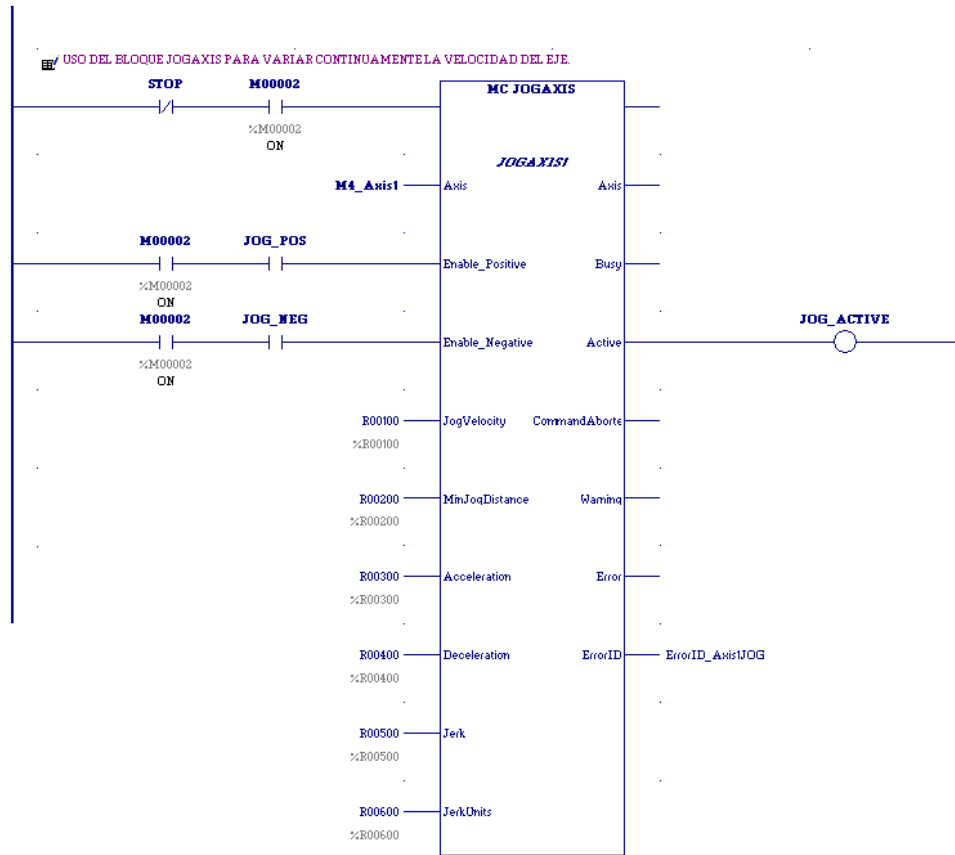 USO DEL BLOQUE JOGAXIS PARA VARIAR CONTINUAMENTE LA VELOCIDAD DEL EJE.
STOP M00002 MC JOGAXIS
%M00002
ON
JOGAXIS1
M4_Axis1 Axis Axis
M00002 JOG_POS
Enable_Positive Busy
%M00002
ON
M00002 JOG_NEG JOG_ACTIVE
Enable_Negative Active
%M00002
ON
R00100 JogVelocity CommandAborte
%R00100
R00200 MinJogDistance Warning
%R00200
R00300 Acceleration Error
%R00300
R00400 Deceleration ErrorID ErrorID_Axis1JOG
%R00400
R00500 Jerk
%R00500
R00600 JerkUnits
%R00600